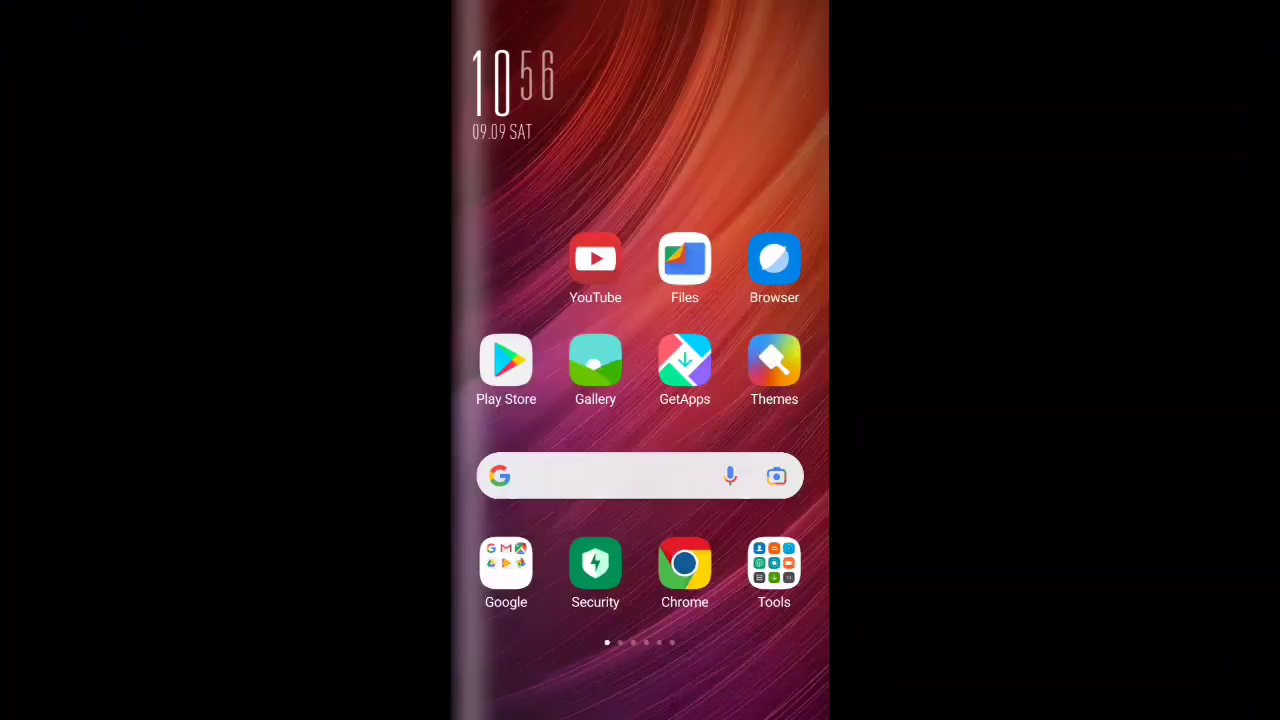 10 56
09.09 SAT
YouTube Files Browser
Play Store Gallery GetApps Themes
Google Security Chrome Tools